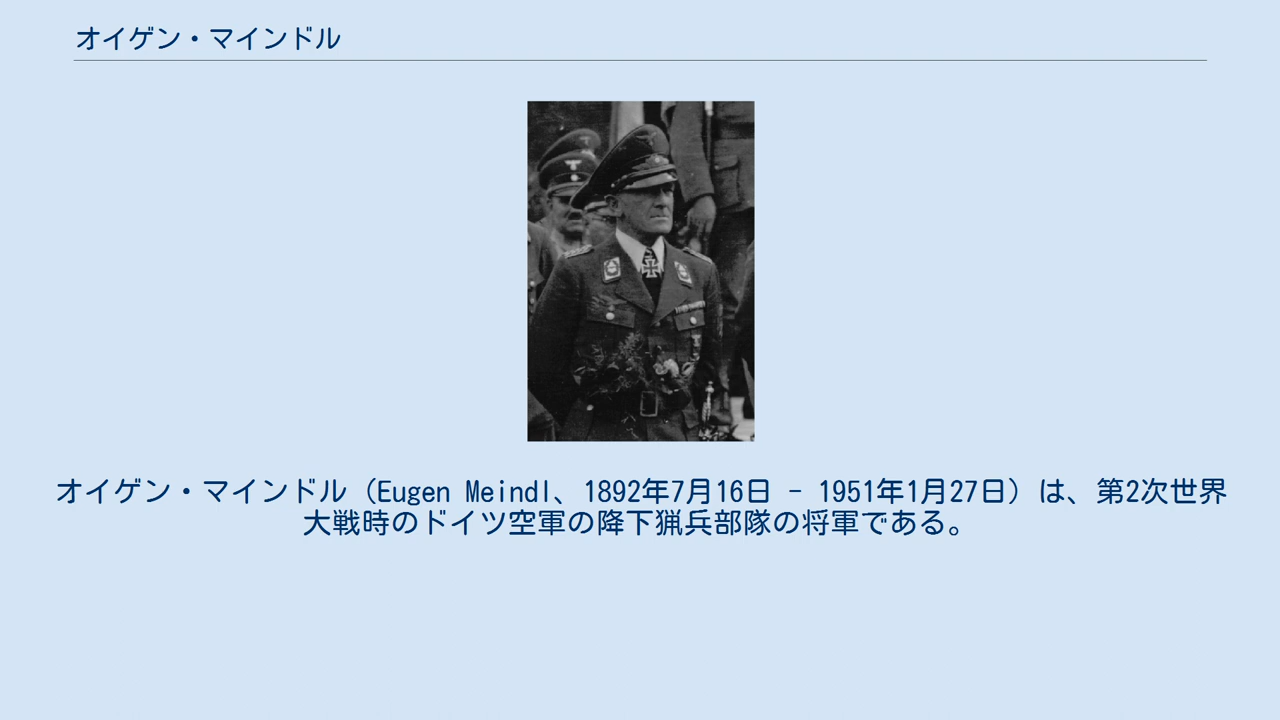 オイゲン・マインドル
オイゲン・マインドル（Eugen Meindl、1892年7月16日 - 1951年1月27日）は、第2次世界
大戦時のドイツ空軍の降下猟兵部隊の将軍である。